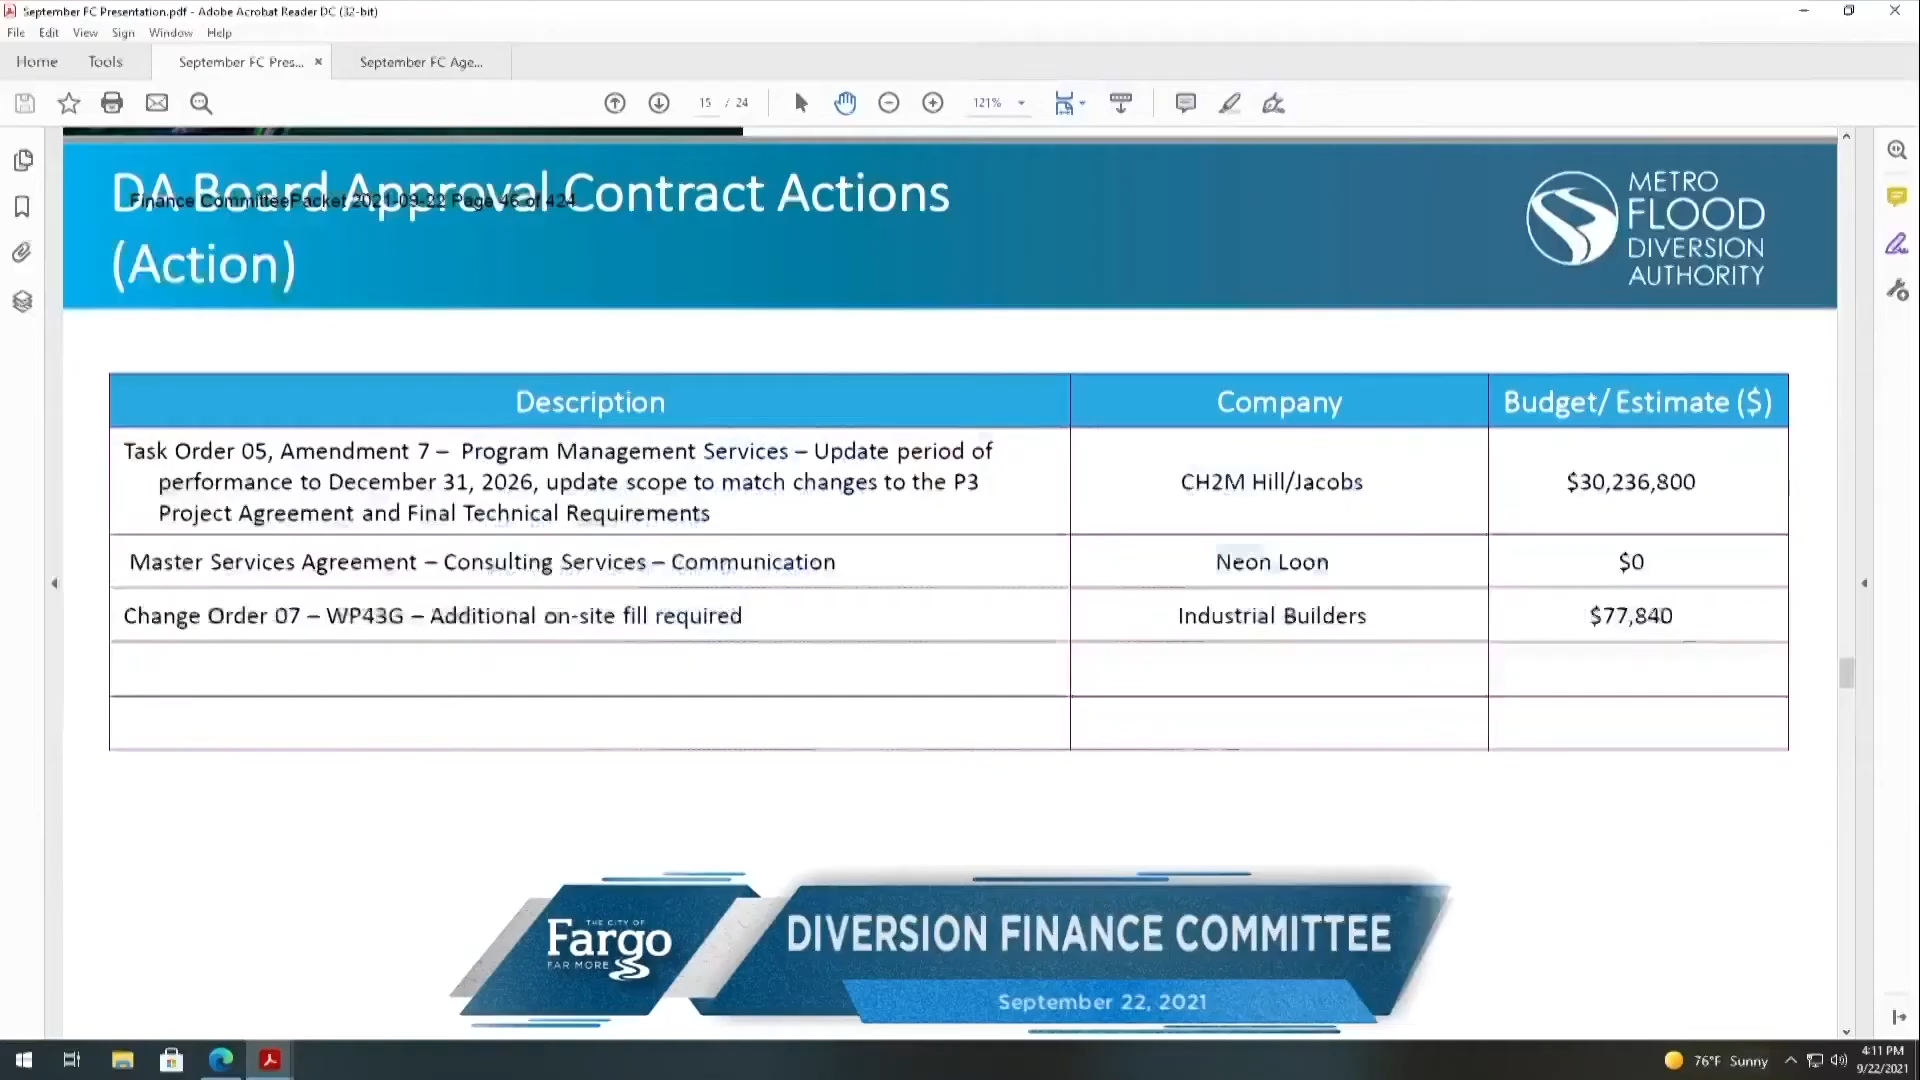 September FC Presentation.pdf - Adobe Acrobat Reader DC (32-bit)
File Edit View Sign Window Help
Home Tools September FC Pres... September FC Age...
15 / 24 121%
DA Board Approval Contract Actions
Finance CommitteePacket 2021-09-22 Page 46 of 424
(Action)
METRO
FLOOD
DIVERSION
AUTHORITY
Description Company Budget/ Estimate ($)
Task Order 05, Amendment 7 – Program Management Services – Update period of
performance to December 31, 2026, update scope to match changes to the P3
Project Agreement and Final Technical Requirements
CH2M Hill/Jacobs $30,236,800
Master Services Agreement – Consulting Services – Communication Neon Loon $0
Change Order 07 – WP43G – Additional on-site fill required Industrial Builders $77,840
THE CITY OF
Fargo
FAR MORE
DIVERSION FINANCE COMMITTEE
September 22, 2021
76°F Sunny
4:11 PM
9/22/2021